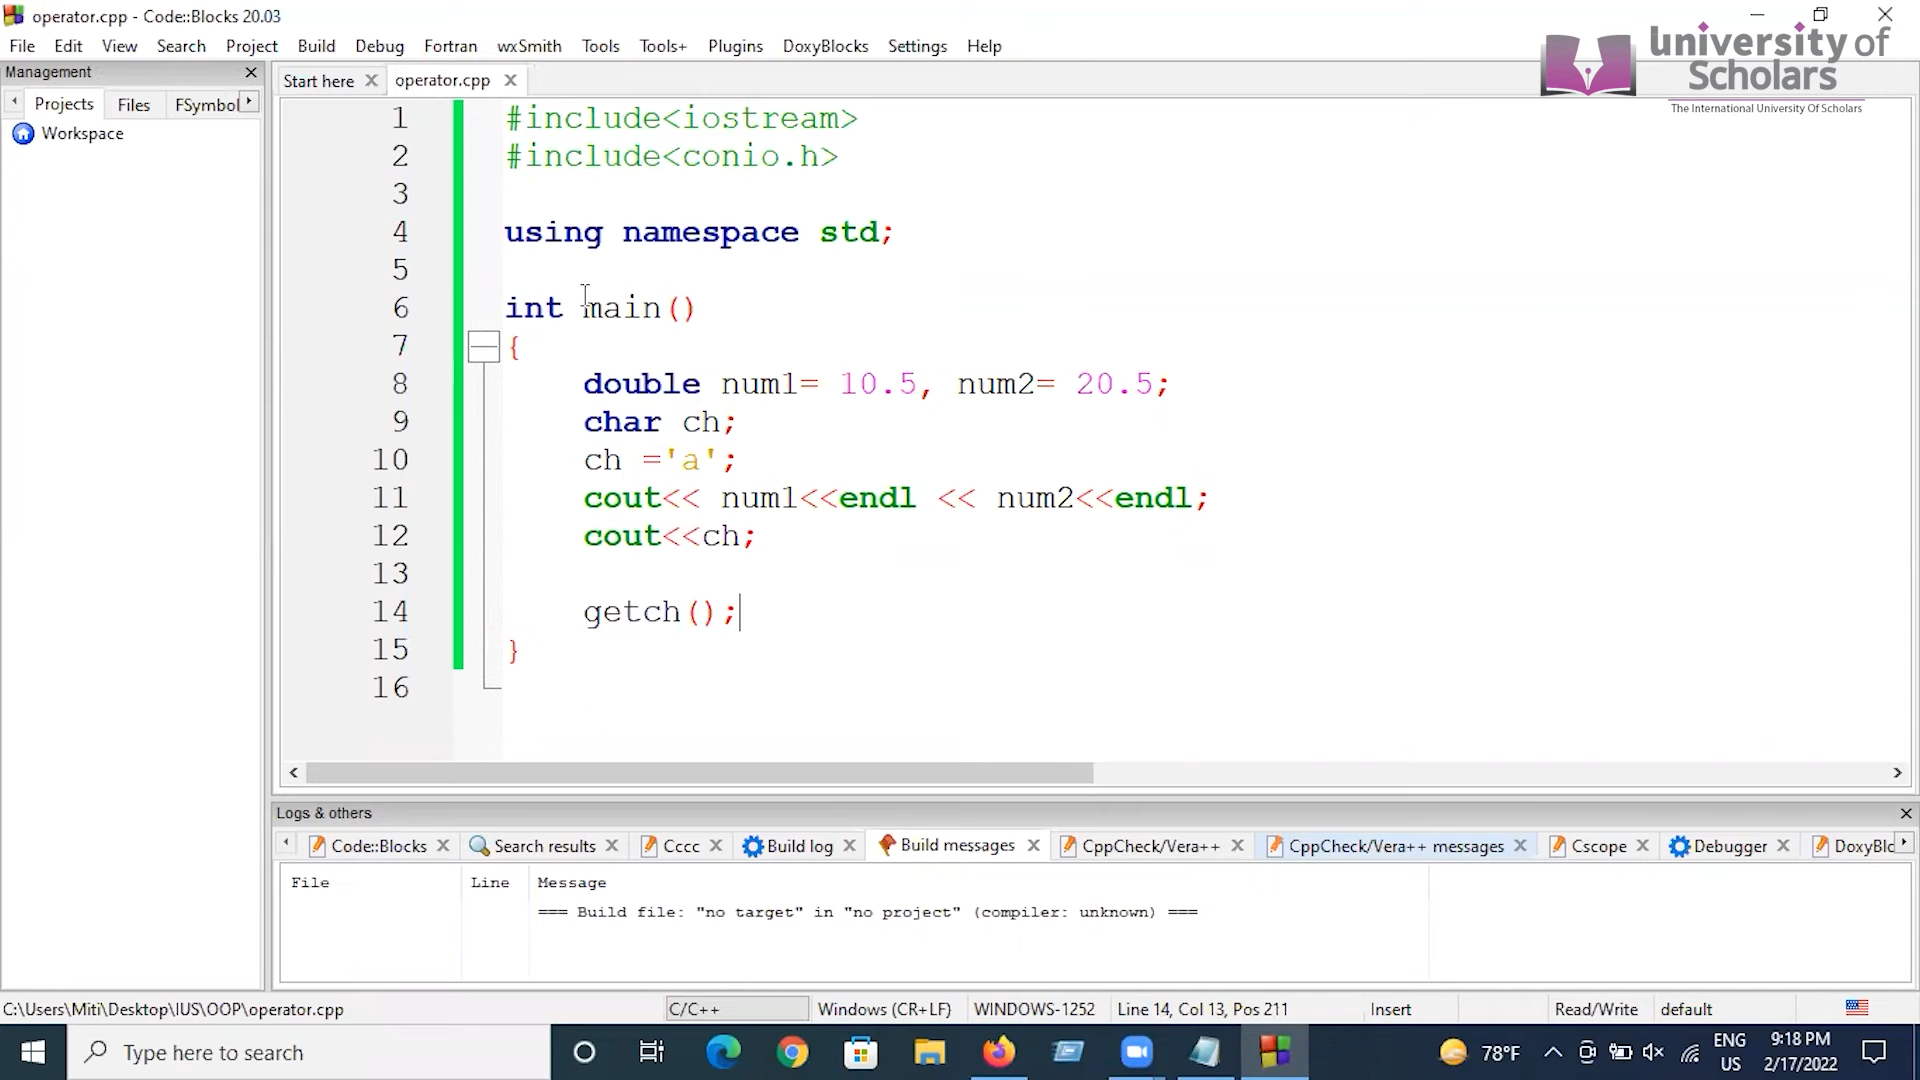 operator.cpp - Code::Blocks 20.03
File Edit View Search Project Build Debug Fortran wxSmith Tools Tools+ Plugins DoxyBlocks Settings Help
university of
Scholars
The International University Of Scholars
Management
Projects Files FSymbol
Workspace
Start here operator.cpp
1 #include<iostream>
2 #include<conio.h>
3
4 using namespace std;
5
6 int main()
7 {
8 double num1= 10.5, num2= 20.5;
9 char ch;
10 ch ='a';
11 cout<< num1<<endl << num2<<endl;
12 cout<<ch;
13
14 getch();
15 }
16
Logs & others
Code::Blocks Search results Cccc Build log Build messages CppCheck/Vera++ CppCheck/Vera++ messages Cscope Debugger DoxyBlc
File Line Message
=== Build file: "no target" in "no project" (compiler: unknown) ===
C:\Users\Miti\Desktop\IUS\OOP\operator.cpp C/C++ Windows (CR+LF) WINDOWS-1252 Line 14, Col 13, Pos 211 Insert Read/Write default
Type here to search
78°F
ENG
US
9:18 PM
2/17/2022